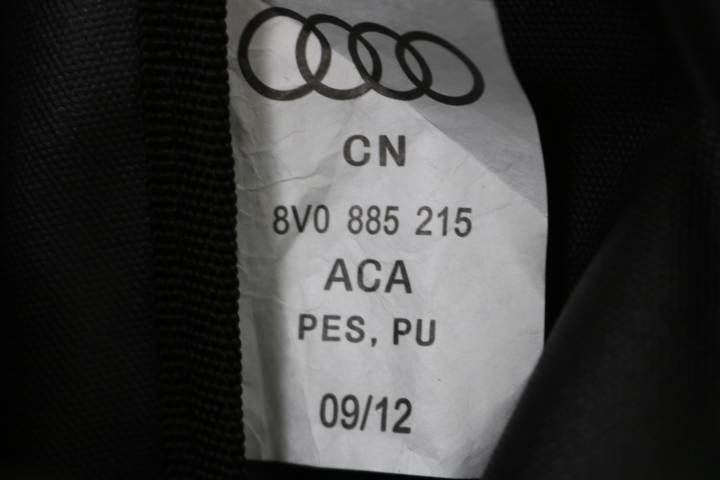 CN
8V0 885 215
ACA
PES, PU
09/12